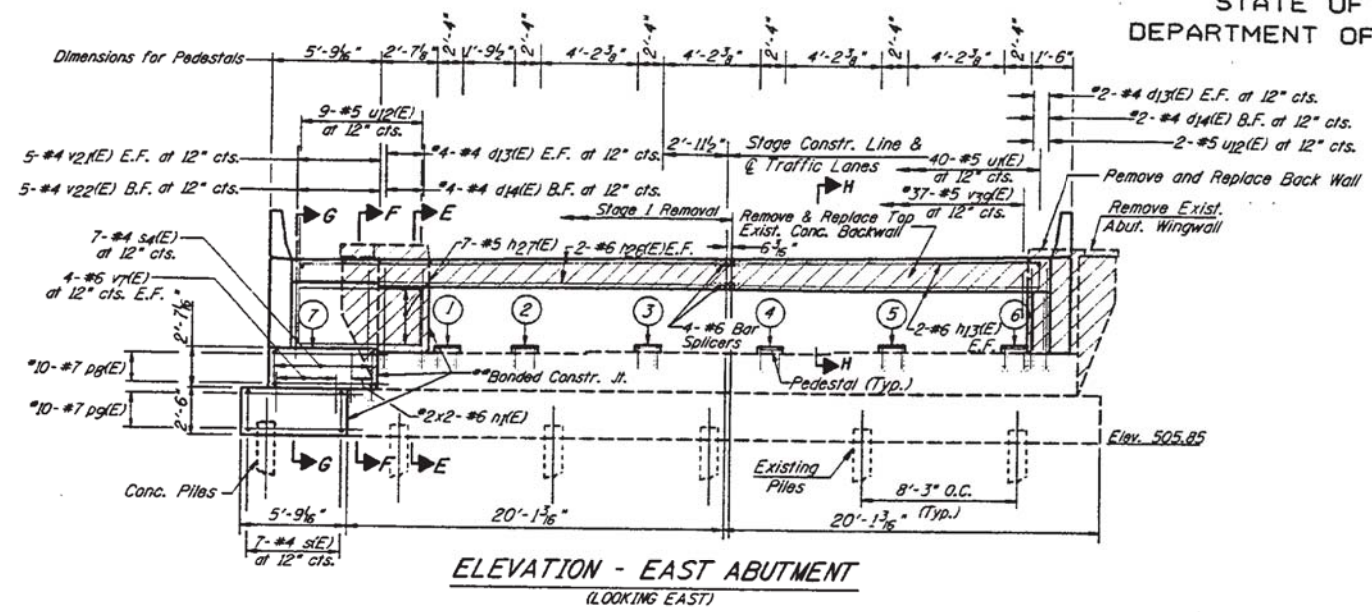 STATE OF
DEPARTMENT OF
Dimensions for Pedestals
5'-9 1/16"
2'-7 1/8"
2'-4"
1'-9 1/2"
2'-4"
4'-2 3/8"
2'-4"
4'-2 3/8"
2'-4"
4'-2 3/8"
2'-4"
4'-2 3/8"
2'-4"
1'-6"
9-#5 u12(E)
at 12" cts.
*2-#4 d13(E) E.F. at 12" cts.
*2-#4 d14(E) B.F. at 12" cts.
2-#5 u12(E)
at 12" cts.
5-#4 v21(E) E.F. at 12" cts.
5-#4 v22(E) B.F. at 12" cts.
*4-#4 d13(E) E.F. at 12" cts.
*4-#4 d14(E) B.F. at 12" cts.
2'-11 1/2"
Stage Constr. Line &
℄ Traffic Lanes
40-#5 u1(E)
at 12" cts.
H
*37-#5 v39(E)
at 12" cts.
Remove and Replace Back Wall
Remove Exist.
Abut. Wingwall
G
F
E
Stage I Removal
Remove & Replace Top
Exist. Conc. Backwall
6 3/16"
7-#4 s4(E)
at 12" cts.
7-#5 h27(E)
2-#6 h26(E)E.F.
4-#6 v7(E)
at 12" cts. E.F.
7
1
2
3
4
5
6
2'-7 1/16"
4-#6 Bar
Splicers
2-#6 h13(E)
E.F.
H
Pedestal (Typ.)
*10-#7 p8(E)
**Bonded Constr. Jt.
*10-#7 p9(E)
2'-6"
*2x2-#6 n1(E)
Elev. 505.85
G
F
E
Conc. Piles
Existing
Piles
8'-3" O.C.
(Typ.)
5'-9 1/16"
20'-1 3/16"
20'-1 3/16"
7-#4 s(E)
at 12" cts.
ELEVATION - EAST ABUTMENT
(LOOKING EAST)